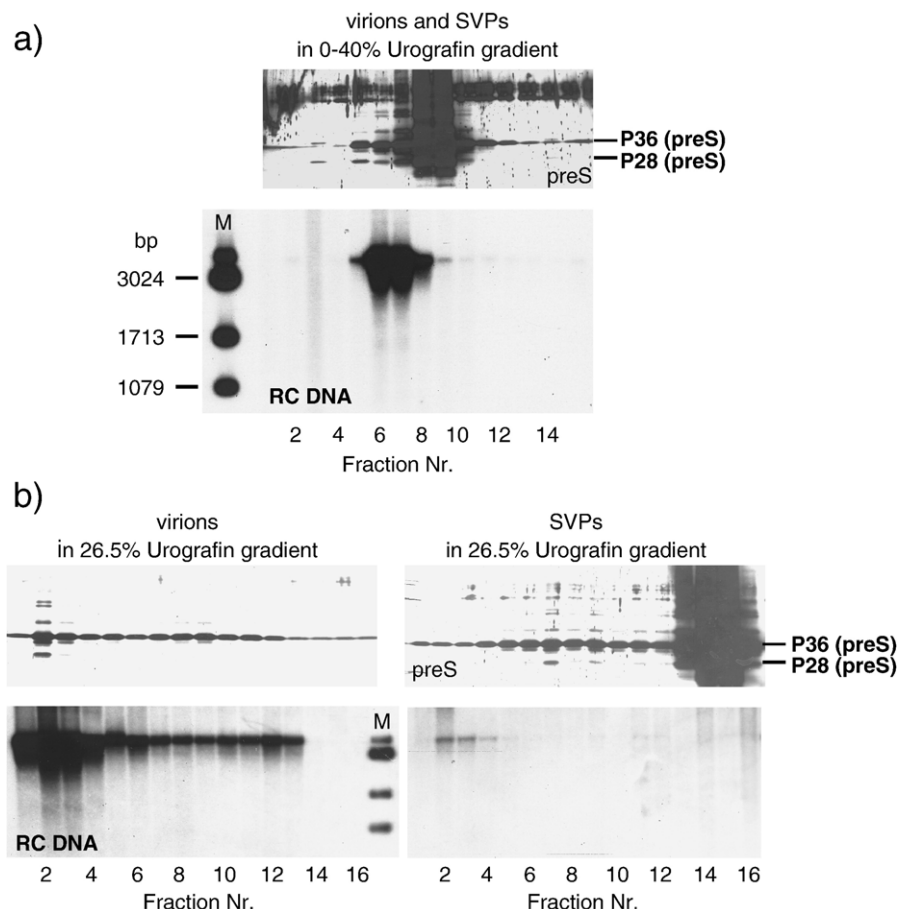 a)
virions and SVPs
in 0-40% Urografin gradient
P36 (preS)
P28 (preS)
preS
M
bp
3024
1713
1079
RC DNA
2 4 6 8 10 12 14
Fraction Nr.
b)
virions
in 26.5% Urografin gradient
SVPs
in 26.5% Urografin gradient
P36 (preS)
P28 (preS)
preS
M
RC DNA
2 4 6 8 10 12 14 16
Fraction Nr.
2 4 6 8 10 12 14 16
Fraction Nr.